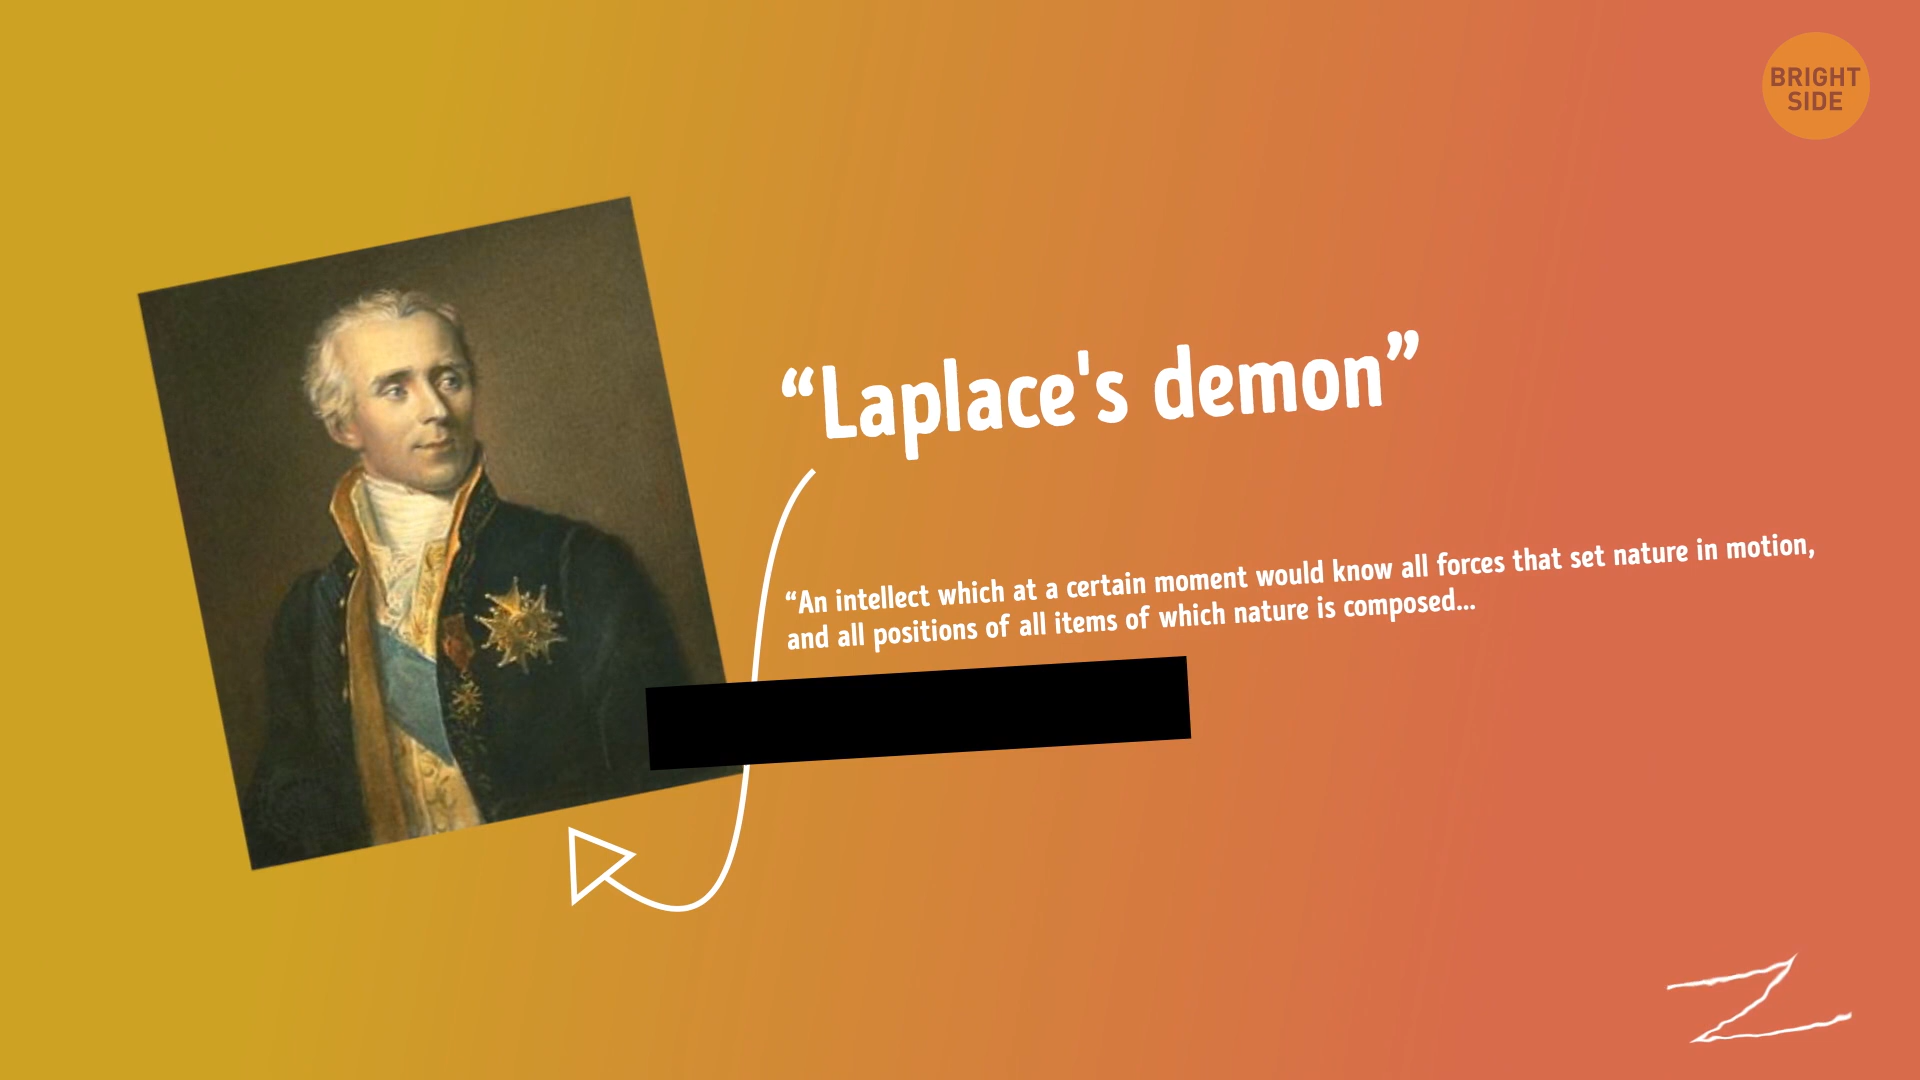 BRIGHT
SIDE
“Laplace's demon”
“An intellect which at a certain moment would know all forces that set nature in motion,
and all positions of all items of which nature is composed...
Z